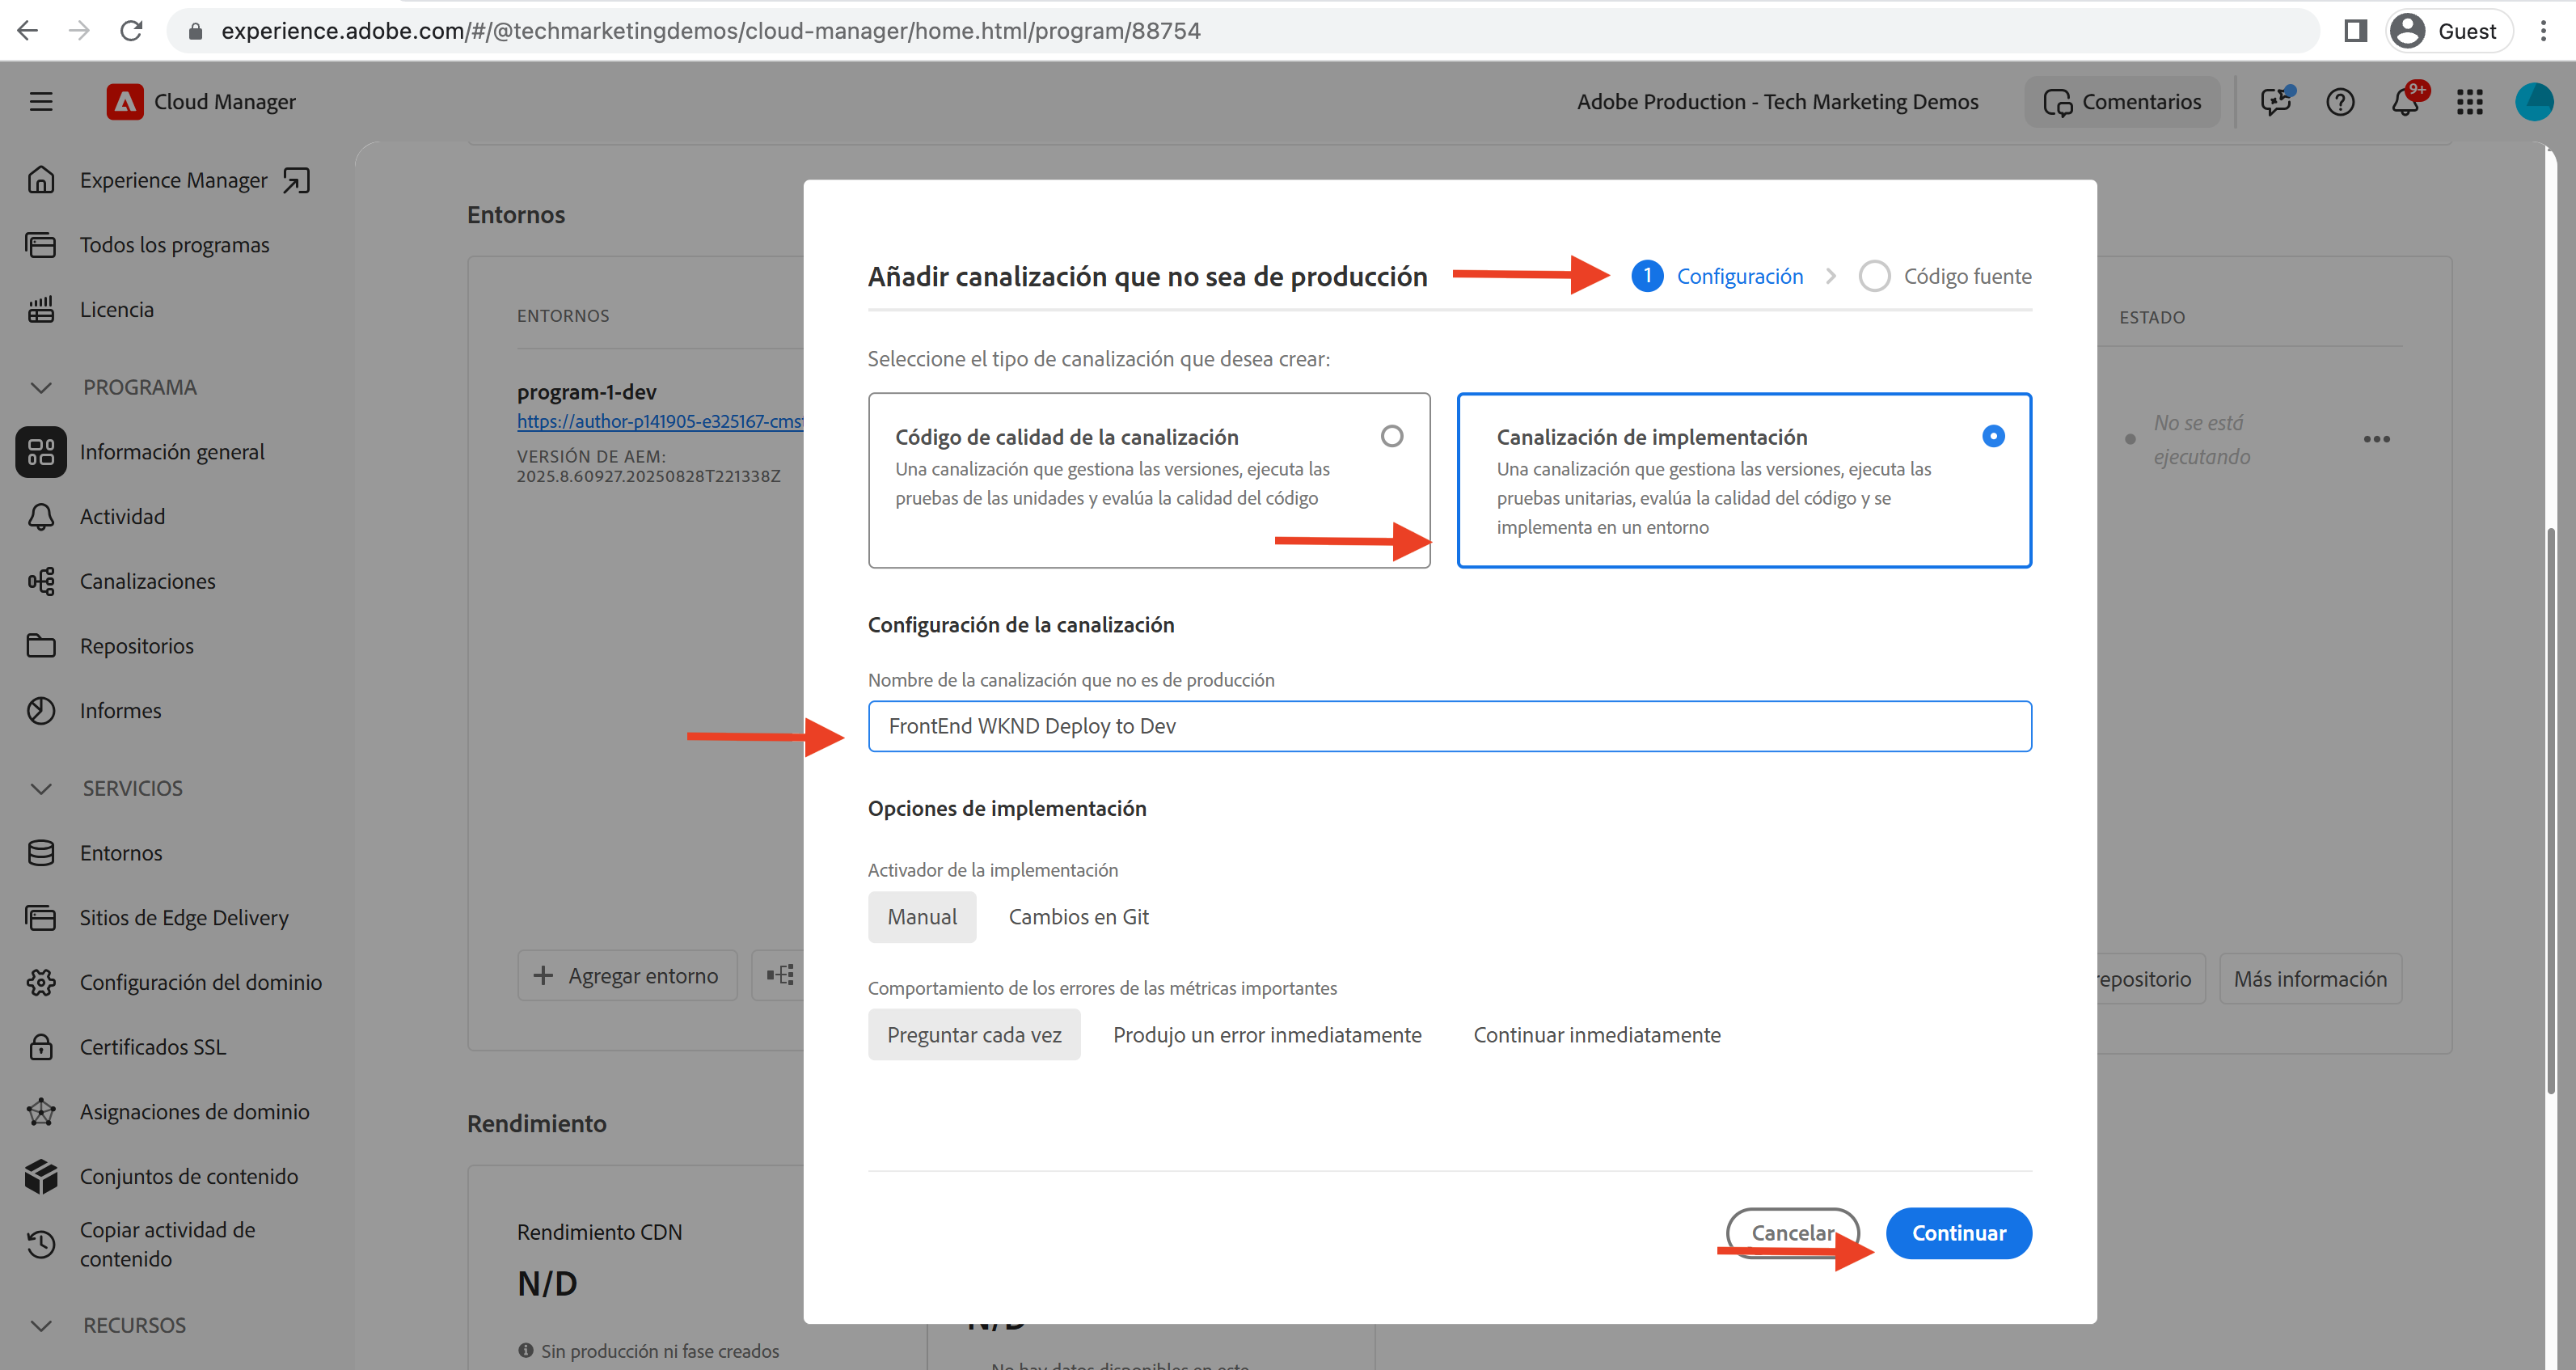 experience.adobe.com/#/@techmarketingdemos/cloud-manager/home.html/program/88754
Guest
Cloud Manager
Adobe Production - Tech Marketing Demos
Comentarios
9+
Experience Manager
Todos los programas
Licencia
PROGRAMA
Información general
Actividad
Canalizaciones
Repositorios
Informes
SERVICIOS
Entornos
Sitios de Edge Delivery
Configuración del dominio
Certificados SSL
Asignaciones de dominio
Conjuntos de contenido
Copiar actividad de
contenido
RECURSOS
Entornos
ENTORNOS
program-1-dev
https://author-p141905-e325167-cms
VERSIÓN DE AEM:
2025.8.60927.20250828T221338Z
Agregar entorno
Rendimiento
Rendimiento CDN
N/D
Sin producción ni fase creados
Añadir canalización que no sea de producción
1 Configuración
Código fuente
Seleccione el tipo de canalización que desea crear:
Código de calidad de la canalización
Una canalización que gestiona las versiones, ejecuta las
pruebas de las unidades y evalúa la calidad del código
Canalización de implementación
Una canalización que gestiona las versiones, ejecuta las
pruebas unitarias, evalúa la calidad del código y se
implementa en un entorno
Configuración de la canalización
Nombre de la canalización que no es de producción
FrontEnd WKND Deploy to Dev
Opciones de implementación
Activador de la implementación
Manual
Cambios en Git
Comportamiento de los errores de las métricas importantes
Preguntar cada vez
Produjo un error inmediatamente
Continuar inmediatamente
Cancelar
Continuar
ESTADO
No se está
ejecutando
repositorio
Más información